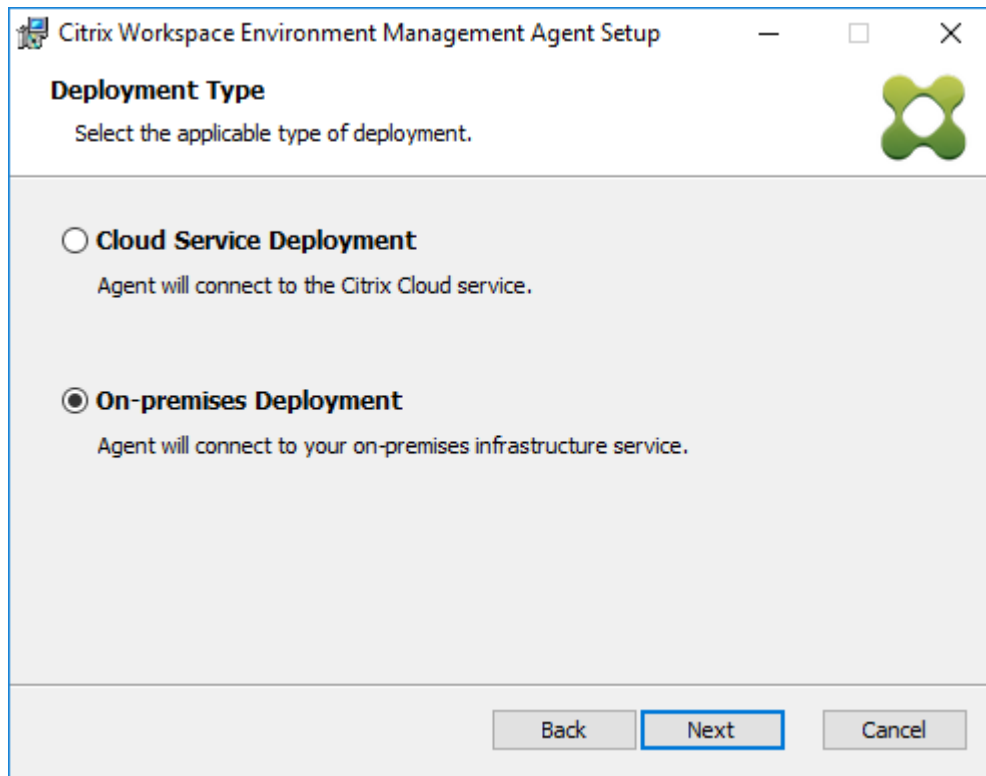 Citrix Workspace Environment Management Agent Setup
Deployment Type
Select the applicable type of deployment.
Cloud Service Deployment
Agent will connect to the Citrix Cloud service.
On-premises Deployment
Agent will connect to your on-premises infrastructure service.
Back Next Cancel